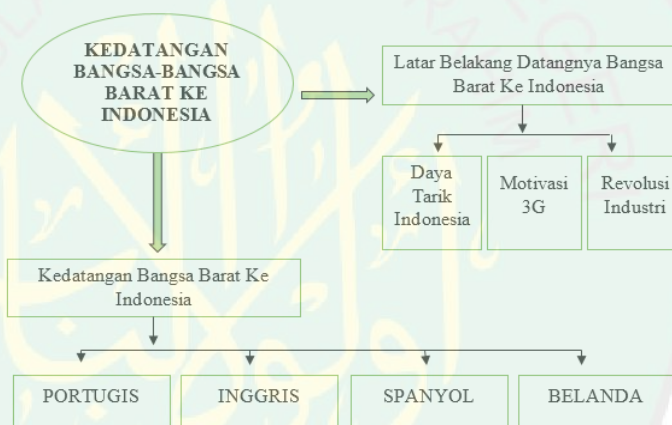 KEDATANGAN
BANGSA-BANGSA
BARAT KE
INDONESIA
Latar Belakang Datangnya Bangsa
Barat Ke Indonesia
Daya
Tarik
Indonesia
Motivasi
3G
Revolusi
Industri
Kedatangan Bangsa Barat Ke
Indonesia
PORTUGIS
INGGRIS
SPANYOL
BELANDA